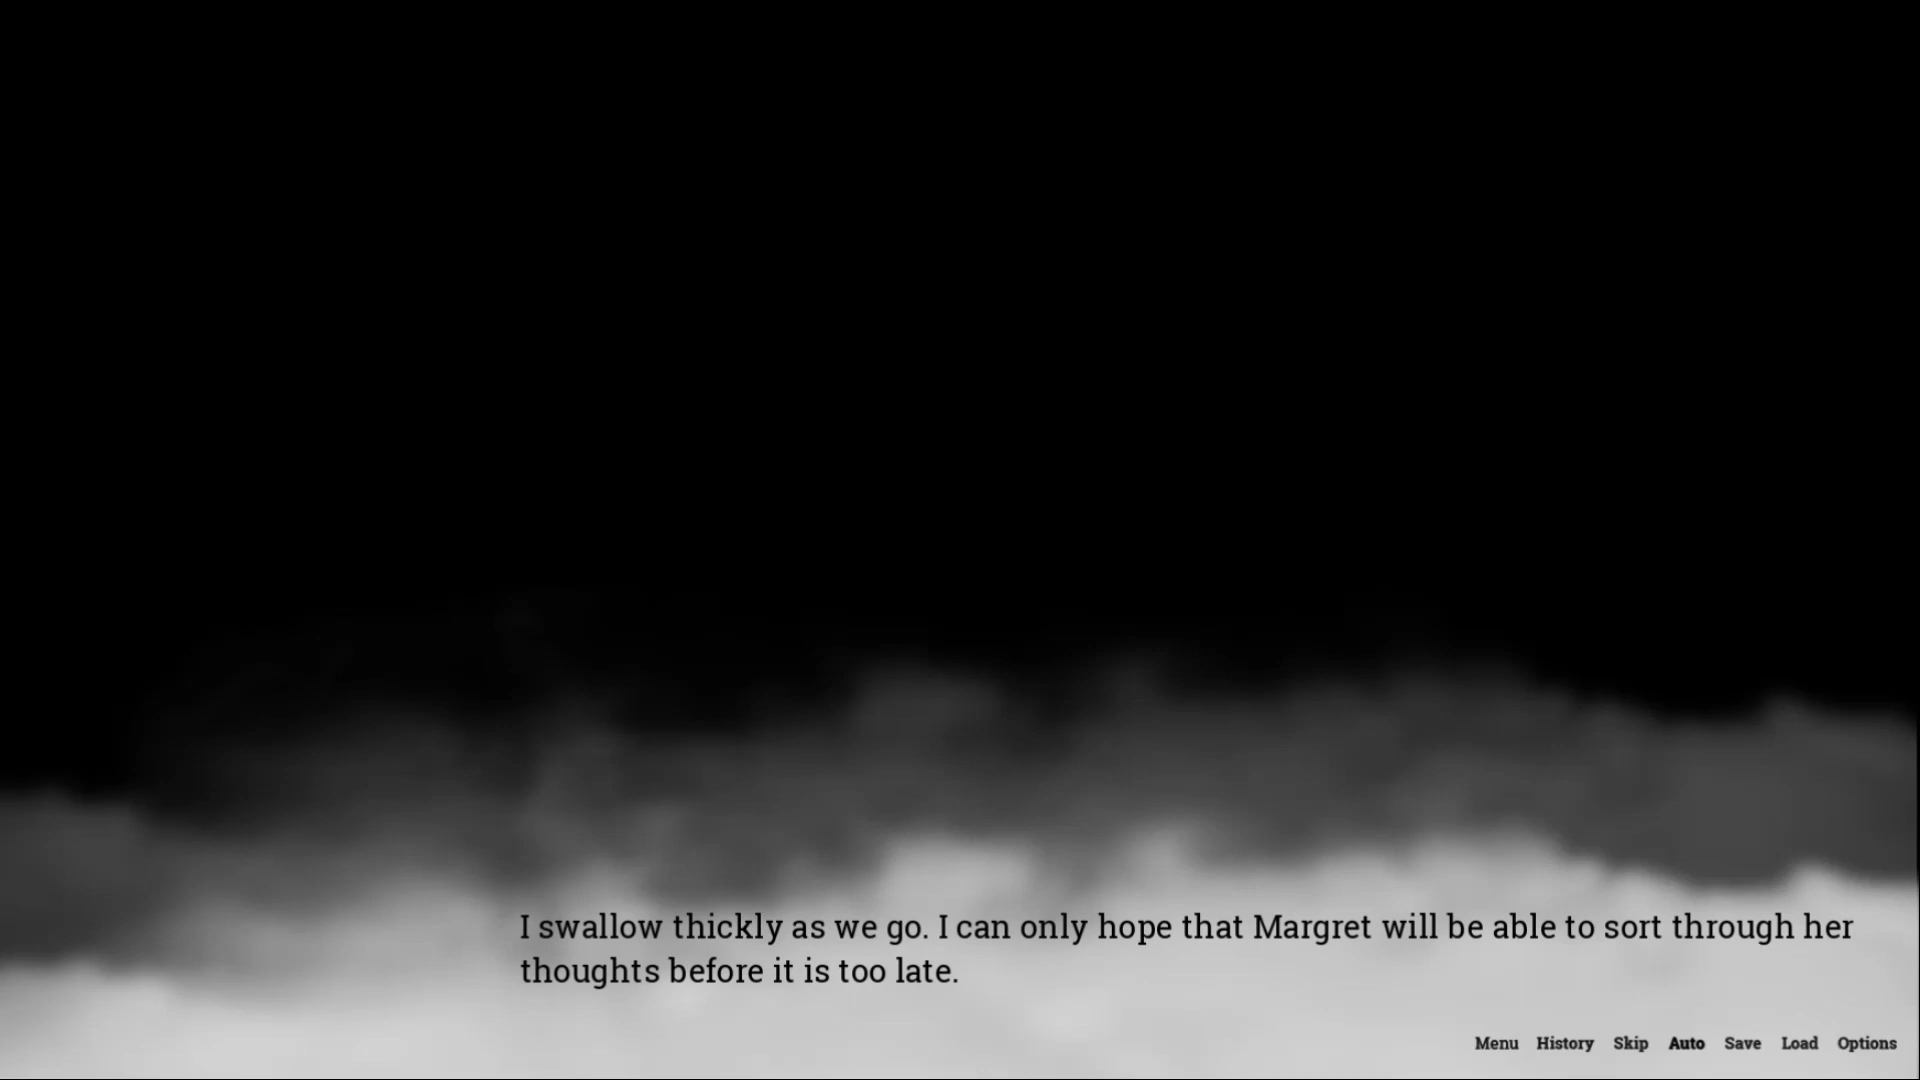 I swallow thickly as we go. I can only hope that Margret will be able to sort through her
thoughts before it is too late.
Menu History Skip Auto Save Load Options